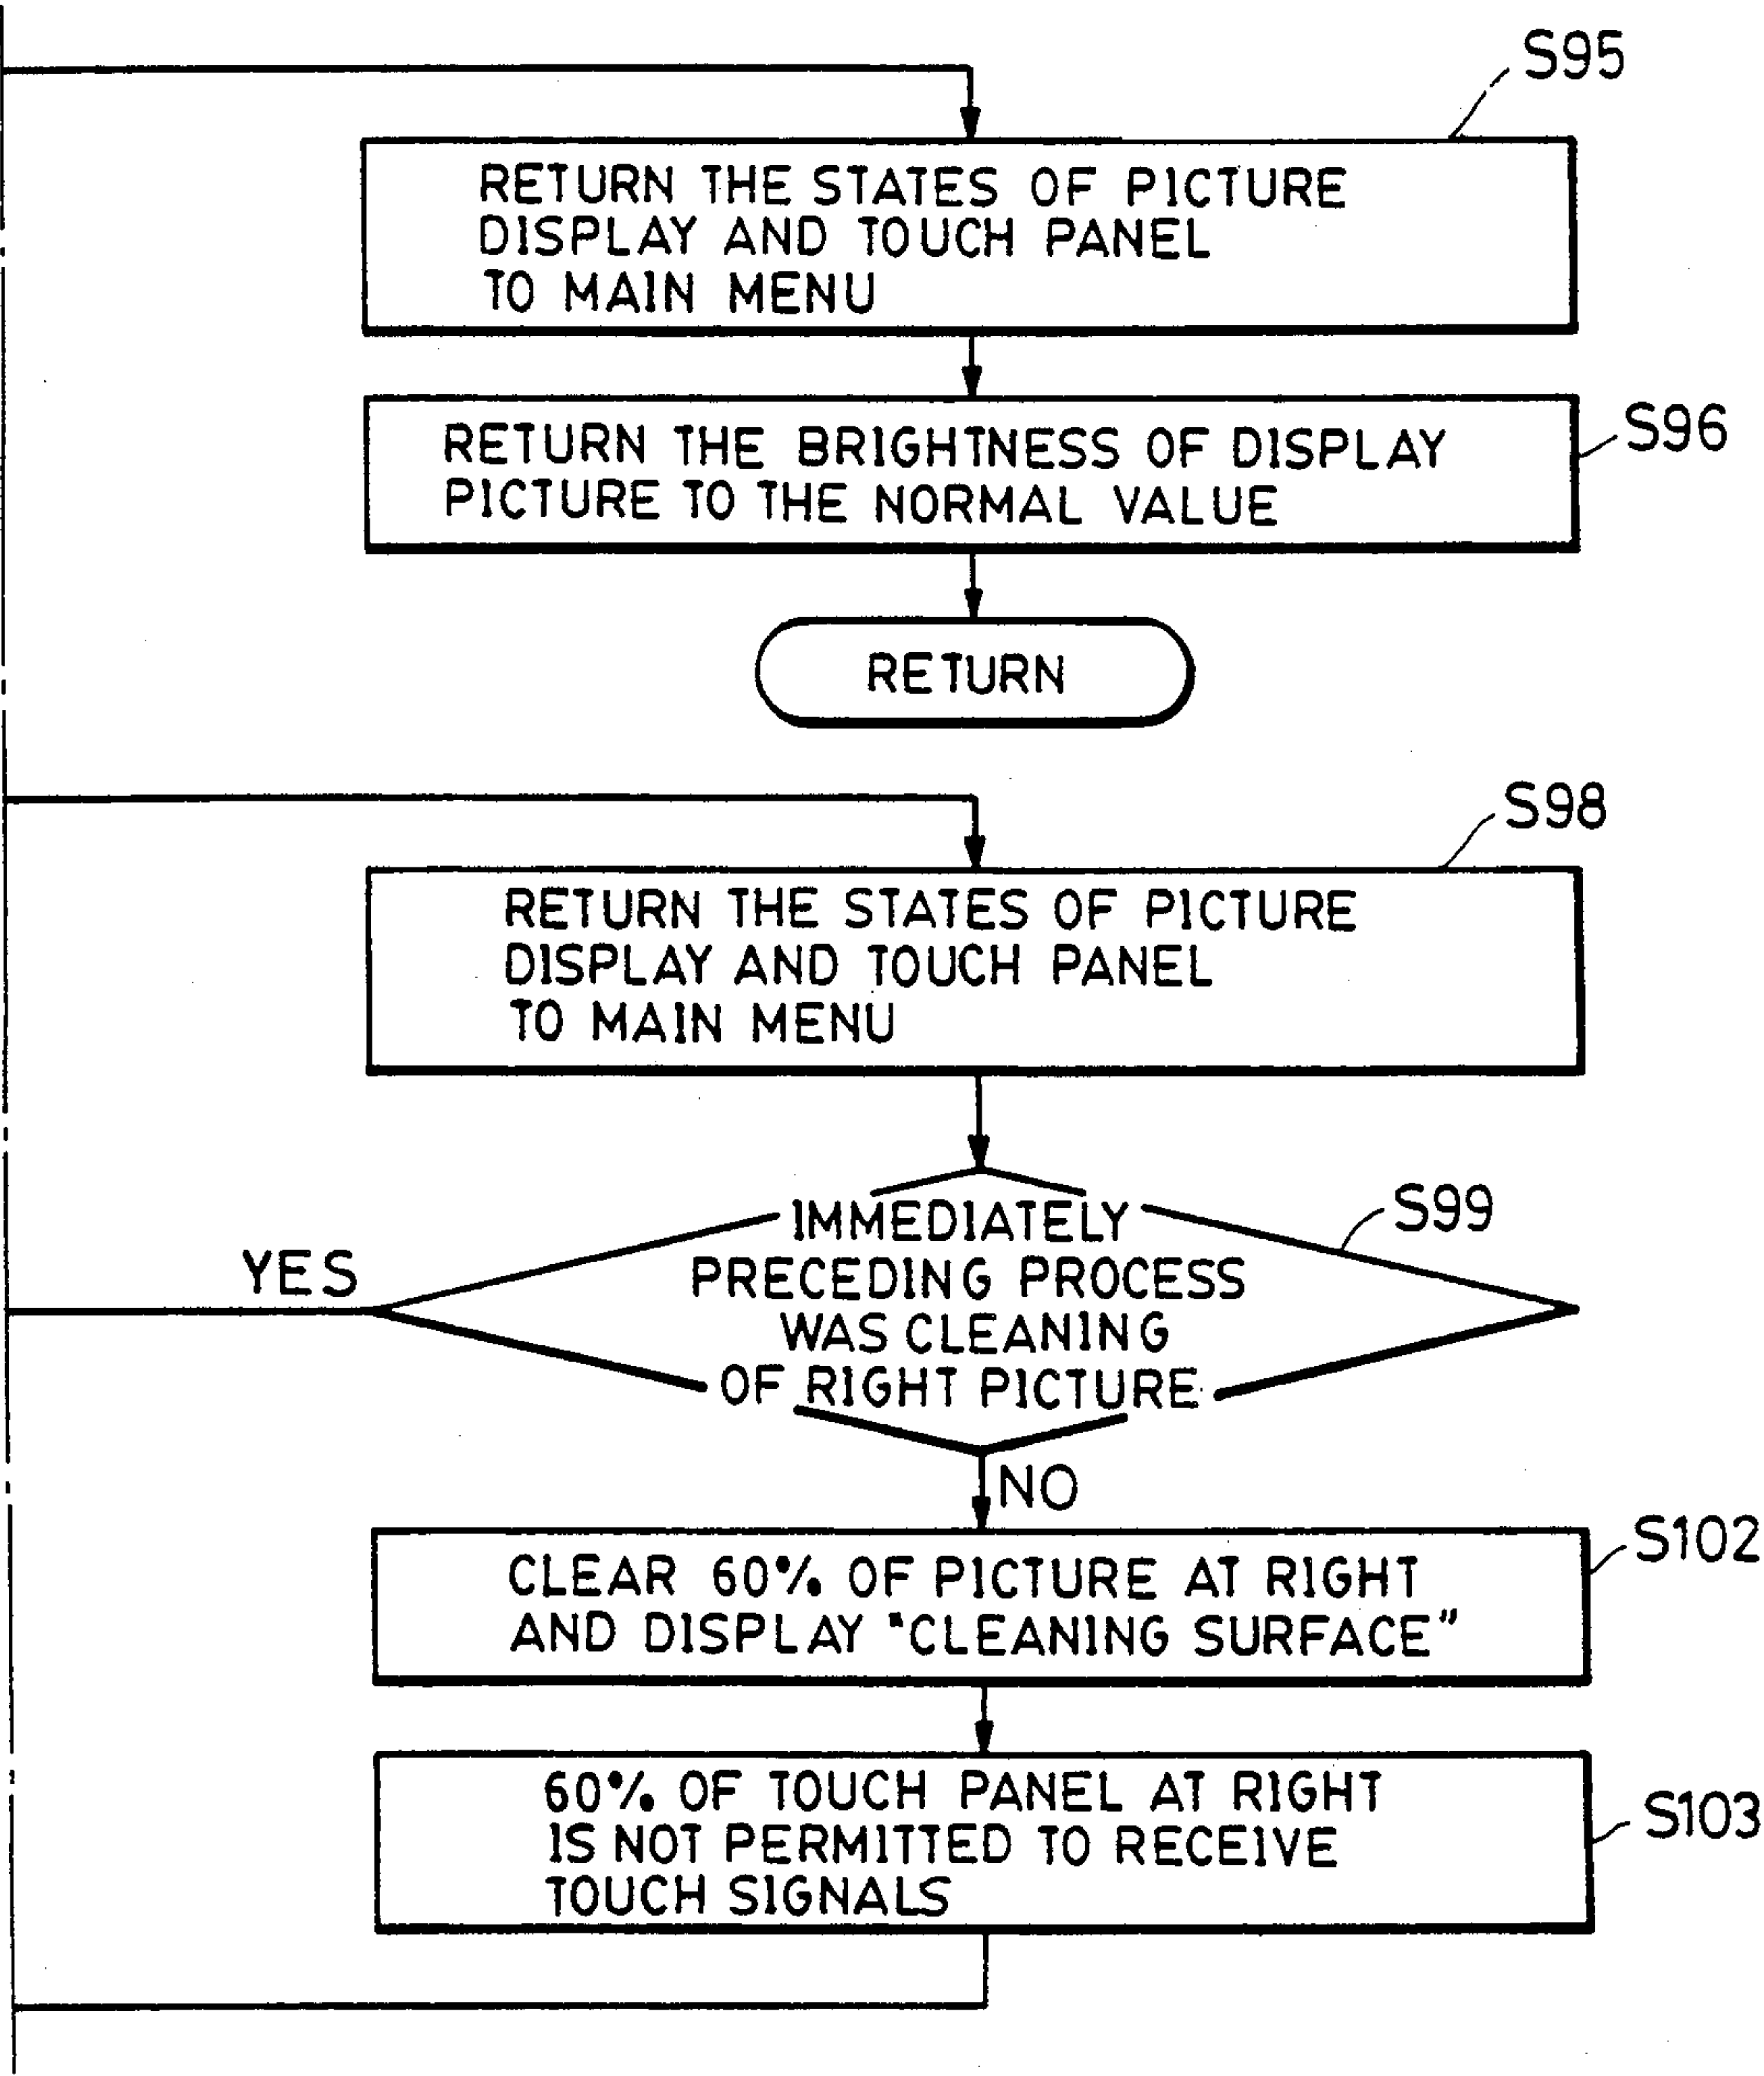 S95
RETURN THE STATES OF PICTURE
DISPLAY AND TOUCH PANEL
TO MAIN MENU
S96
RETURN THE BRIGHTNESS OF DISPLAY
PICTURE TO THE NORMAL VALUE
RETURN
S98
RETURN THE STATES OF PICTURE
DISPLAY AND TOUCH PANEL
TO MAIN MENU
S99
YES
IMMEDIATELY
PRECEDING PROCESS
WAS CLEANING
OF RIGHT PICTURE
NO
S102
CLEAR 60% OF PICTURE AT RIGHT
AND DISPLAY "CLEANING SURFACE"
S103
60% OF TOUCH PANEL AT RIGHT
IS NOT PERMITTED TO RECEIVE
TOUCH SIGNALS